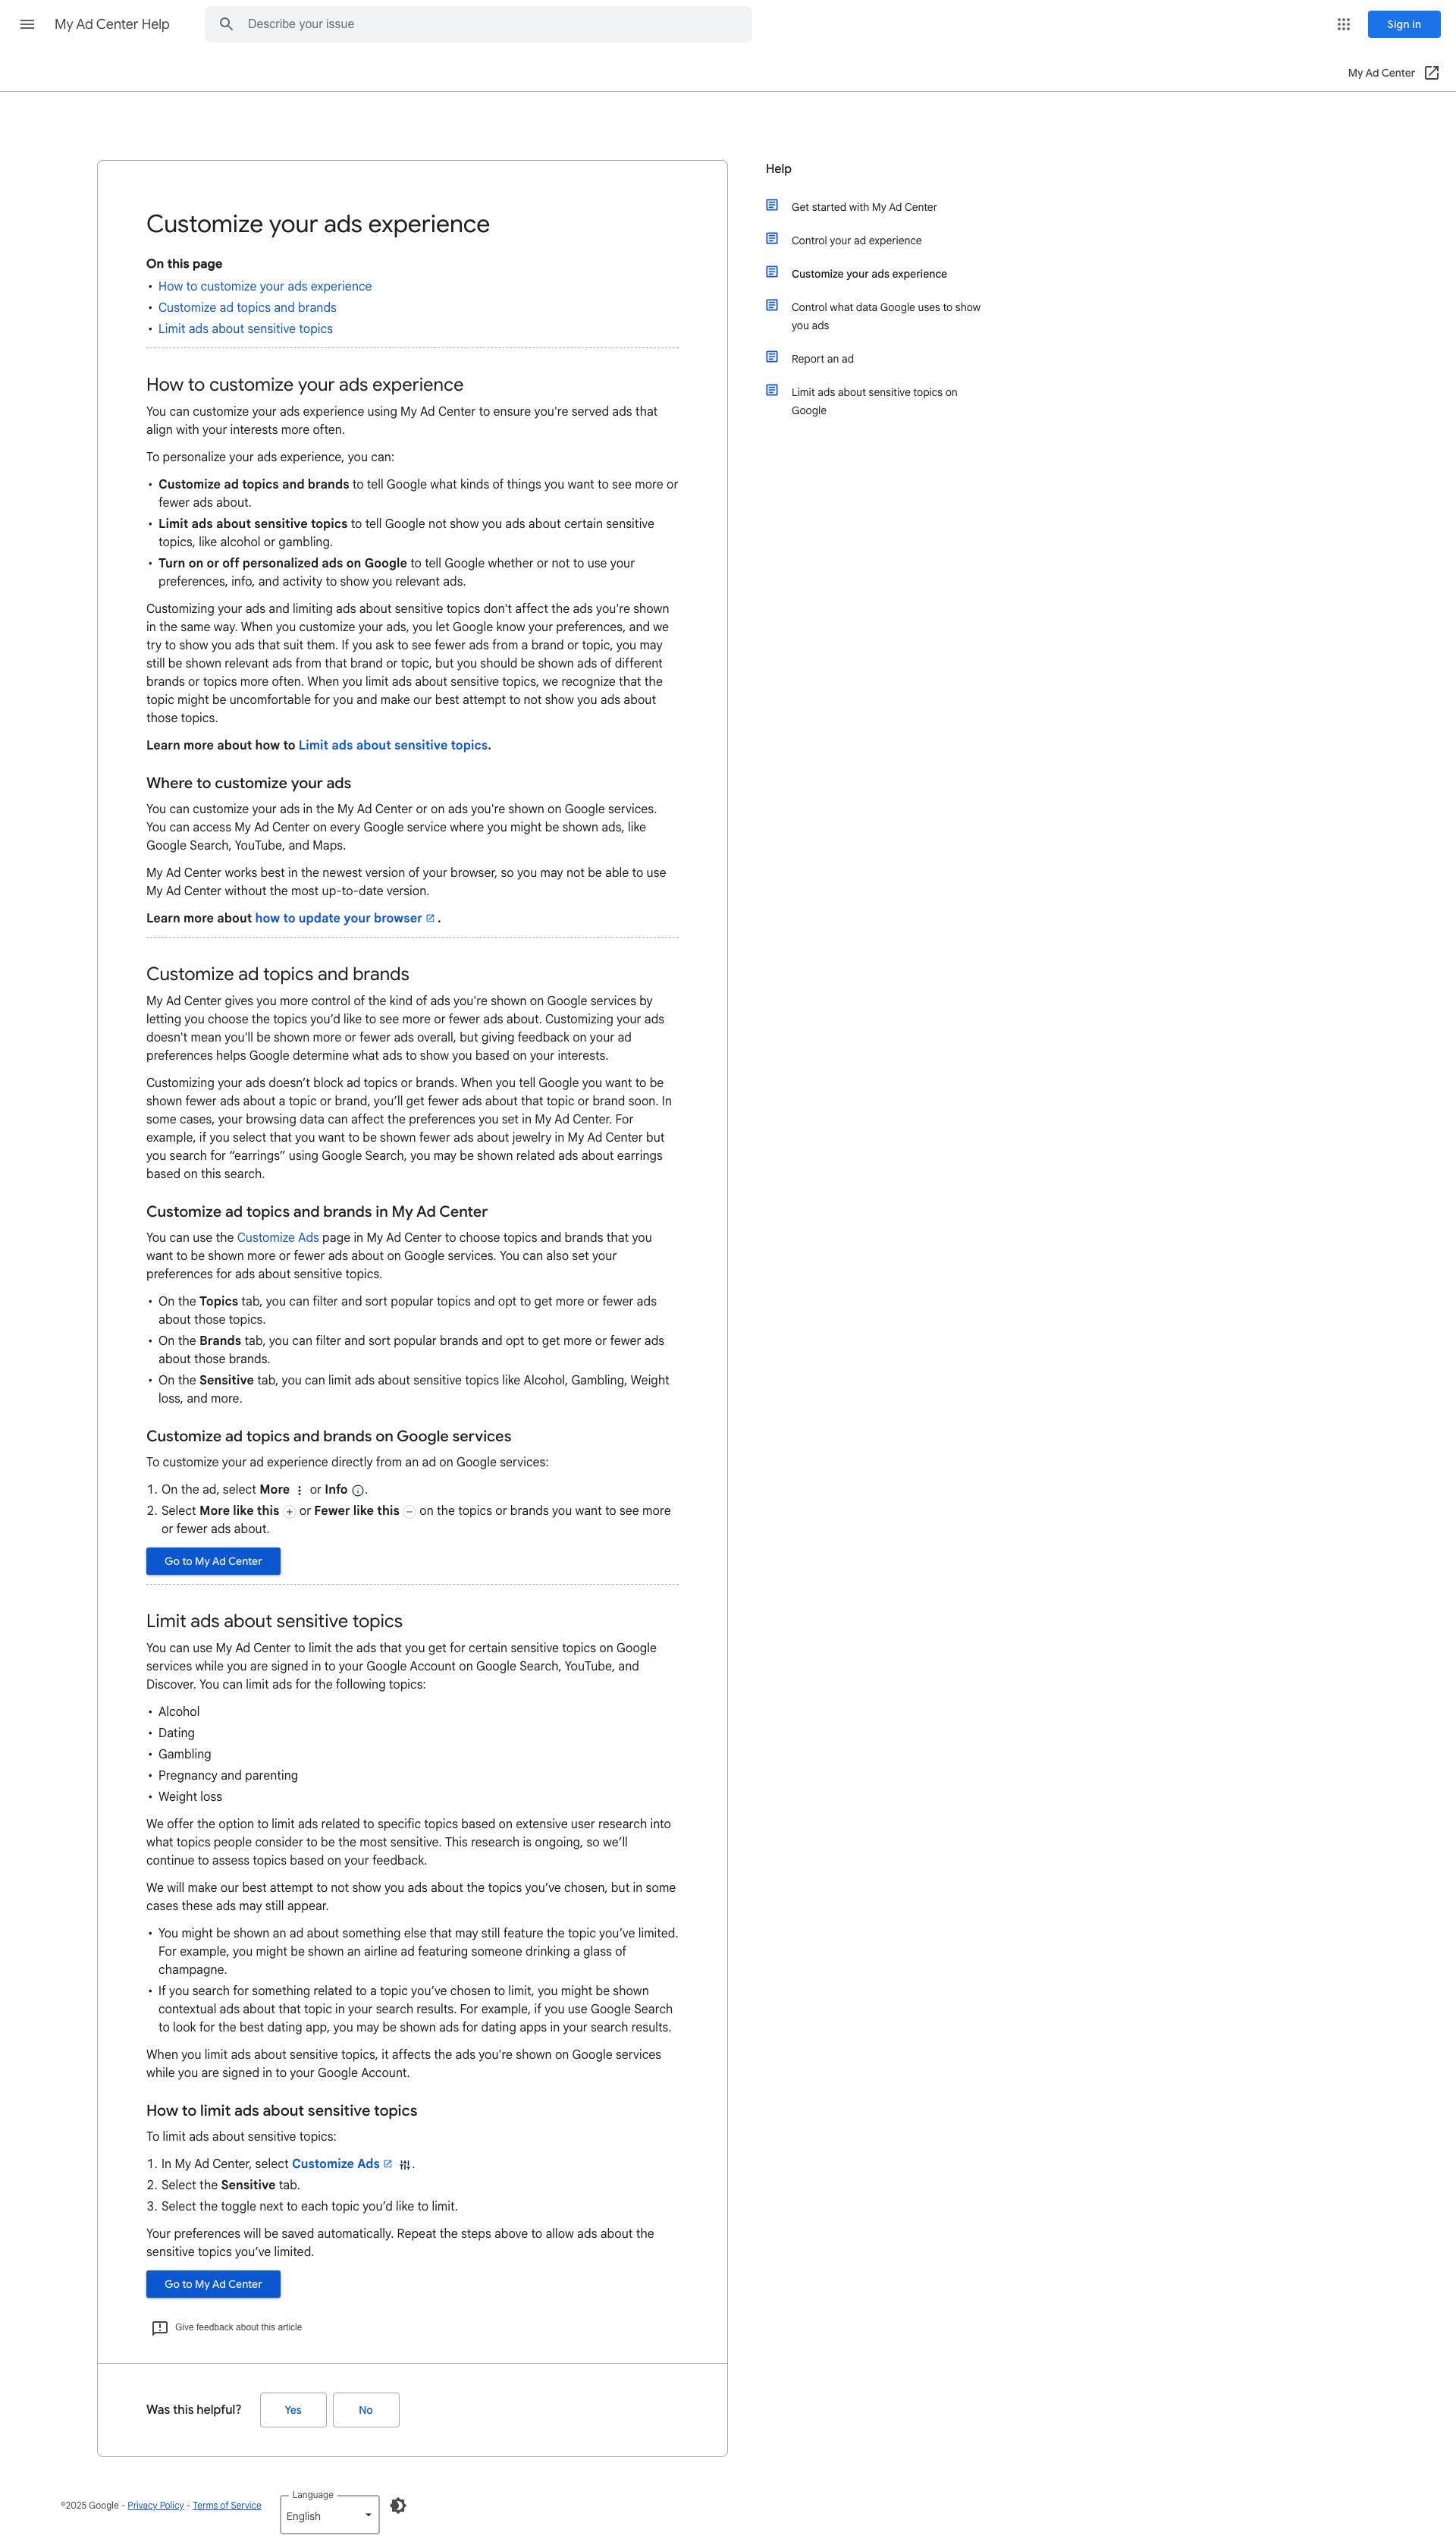 My Ad Center Help
Describe your issue
Sign in
My Ad Center
Customize your ads experience
On this page
• How to customize your ads experience
• Customize ad topics and brands
• Limit ads about sensitive topics
How to customize your ads experience
You can customize your ads experience using My Ad Center to ensure you're served ads that
align with your interests more often.
To personalize your ads experience, you can:
• Customize ad topics and brands to tell Google what kinds of things you want to see more or
fewer ads about.
• Limit ads about sensitive topics to tell Google not show you ads about certain sensitive
topics, like alcohol or gambling.
• Turn on or off personalized ads on Google to tell Google whether or not to use your
preferences, info, and activity to show you relevant ads.
Customizing your ads and limiting ads about sensitive topics don't affect the ads you're shown
in the same way. When you customize your ads, you let Google know your preferences, and we
try to show you ads that suit them. If you ask to see fewer ads from a brand or topic, you may
still be shown relevant ads from that brand or topic, but you should be shown ads of different
brands or topics more often. When you limit ads about sensitive topics, we recognize that the
topic might be uncomfortable for you and make our best attempt to not show you ads about
those topics.
Learn more about how to Limit ads about sensitive topics.
Where to customize your ads
You can customize your ads in the My Ad Center or on ads you're shown on Google services.
You can access My Ad Center on every Google service where you might be shown ads, like
Google Search, YouTube, and Maps.
My Ad Center works best in the newest version of your browser, so you may not be able to use
My Ad Center without the most up-to-date version.
Learn more about how to update your browser .
Customize ad topics and brands
My Ad Center gives you more control of the kind of ads you're shown on Google services by
letting you choose the topics you’d like to see more or fewer ads about. Customizing your ads
doesn't mean you'll be shown more or fewer ads overall, but giving feedback on your ad
preferences helps Google determine what ads to show you based on your interests.
Customizing your ads doesn’t block ad topics or brands. When you tell Google you want to be
shown fewer ads about a topic or brand, you’ll get fewer ads about that topic or brand soon. In
some cases, your browsing data can affect the preferences you set in My Ad Center. For
example, if you select that you want to be shown fewer ads about jewelry in My Ad Center but
you search for “earrings” using Google Search, you may be shown related ads about earrings
based on this search.
Customize ad topics and brands in My Ad Center
You can use the Customize Ads page in My Ad Center to choose topics and brands that you
want to be shown more or fewer ads about on Google services. You can also set your
preferences for ads about sensitive topics.
• On the Topics tab, you can filter and sort popular topics and opt to get more or fewer ads
about those topics.
• On the Brands tab, you can filter and sort popular brands and opt to get more or fewer ads
about those brands.
• On the Sensitive tab, you can limit ads about sensitive topics like Alcohol, Gambling, Weight
loss, and more.
Customize ad topics and brands on Google services
To customize your ad experience directly from an ad on Google services:
1. On the ad, select More or Info .
2. Select More like this or Fewer like this on the topics or brands you want to see more
or fewer ads about.
Go to My Ad Center
Limit ads about sensitive topics
You can use My Ad Center to limit the ads that you get for certain sensitive topics on Google
services while you are signed in to your Google Account on Google Search, YouTube, and
Discover. You can limit ads for the following topics:
• Alcohol
• Dating
• Gambling
• Pregnancy and parenting
• Weight loss
We offer the option to limit ads related to specific topics based on extensive user research into
what topics people consider to be the most sensitive. This research is ongoing, so we’ll
continue to assess topics based on your feedback.
We will make our best attempt to not show you ads about the topics you’ve chosen, but in some
cases these ads may still appear.
• You might be shown an ad about something else that may still feature the topic you’ve limited.
For example, you might be shown an airline ad featuring someone drinking a glass of
champagne.
• If you search for something related to a topic you’ve chosen to limit, you might be shown
contextual ads about that topic in your search results. For example, if you use Google Search
to look for the best dating app, you may be shown ads for dating apps in your search results.
When you limit ads about sensitive topics, it affects the ads you're shown on Google services
while you are signed in to your Google Account.
How to limit ads about sensitive topics
To limit ads about sensitive topics:
1. In My Ad Center, select Customize Ads .
2. Select the Sensitive tab.
3. Select the toggle next to each topic you’d like to limit.
Your preferences will be saved automatically. Repeat the steps above to allow ads about the
sensitive topics you’ve limited.
Go to My Ad Center
Give feedback about this article
Was this helpful?
Yes
No
Help
Get started with My Ad Center
Control your ad experience
Customize your ads experience
Control what data Google uses to show
you ads
Report an ad
Limit ads about sensitive topics on
Google
©2025 Google - Privacy Policy - Terms of Service
Language
English